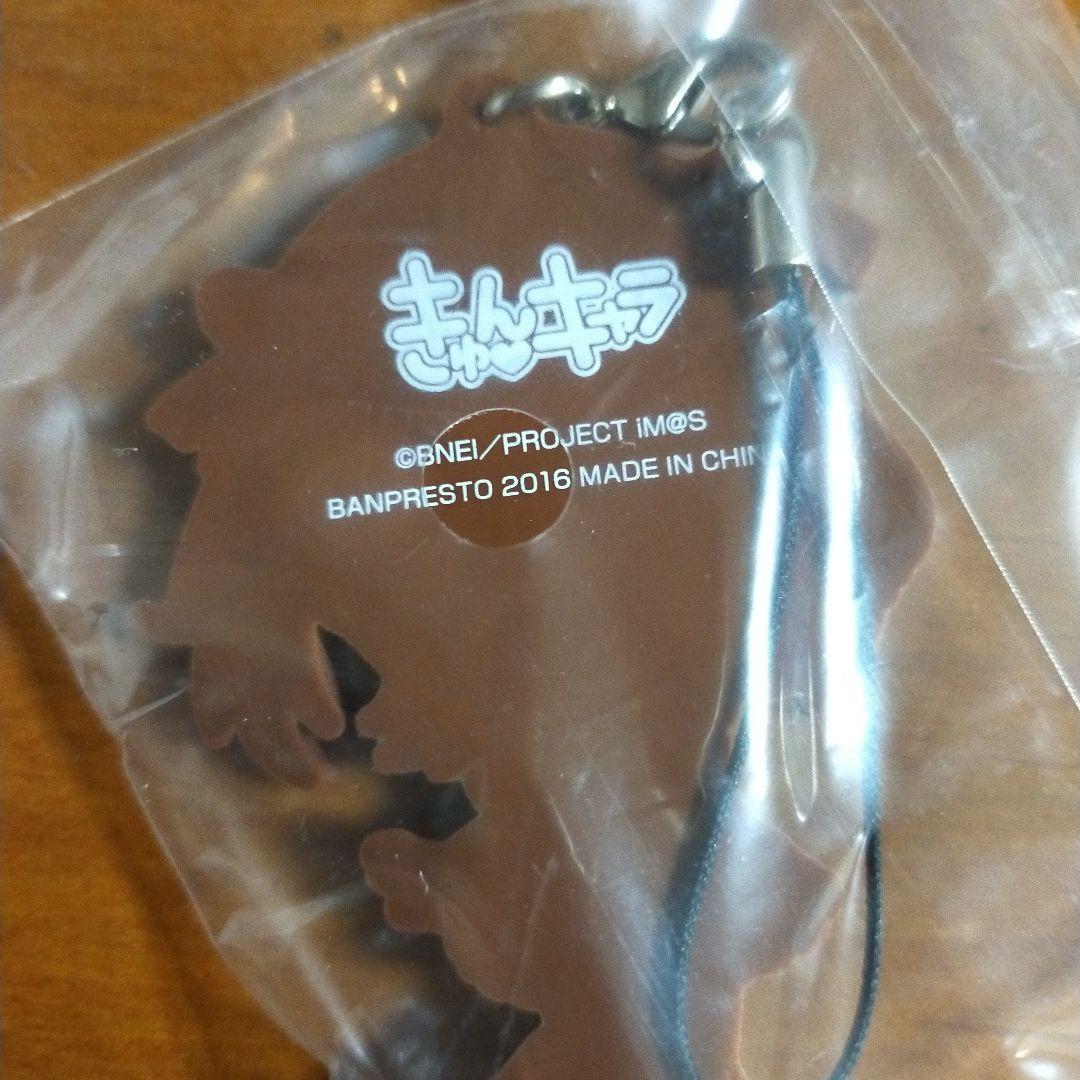 きゅんキャラ
©BNEI／PROJECT iM@S
BANPRESTO 2016 MADE IN CHIN